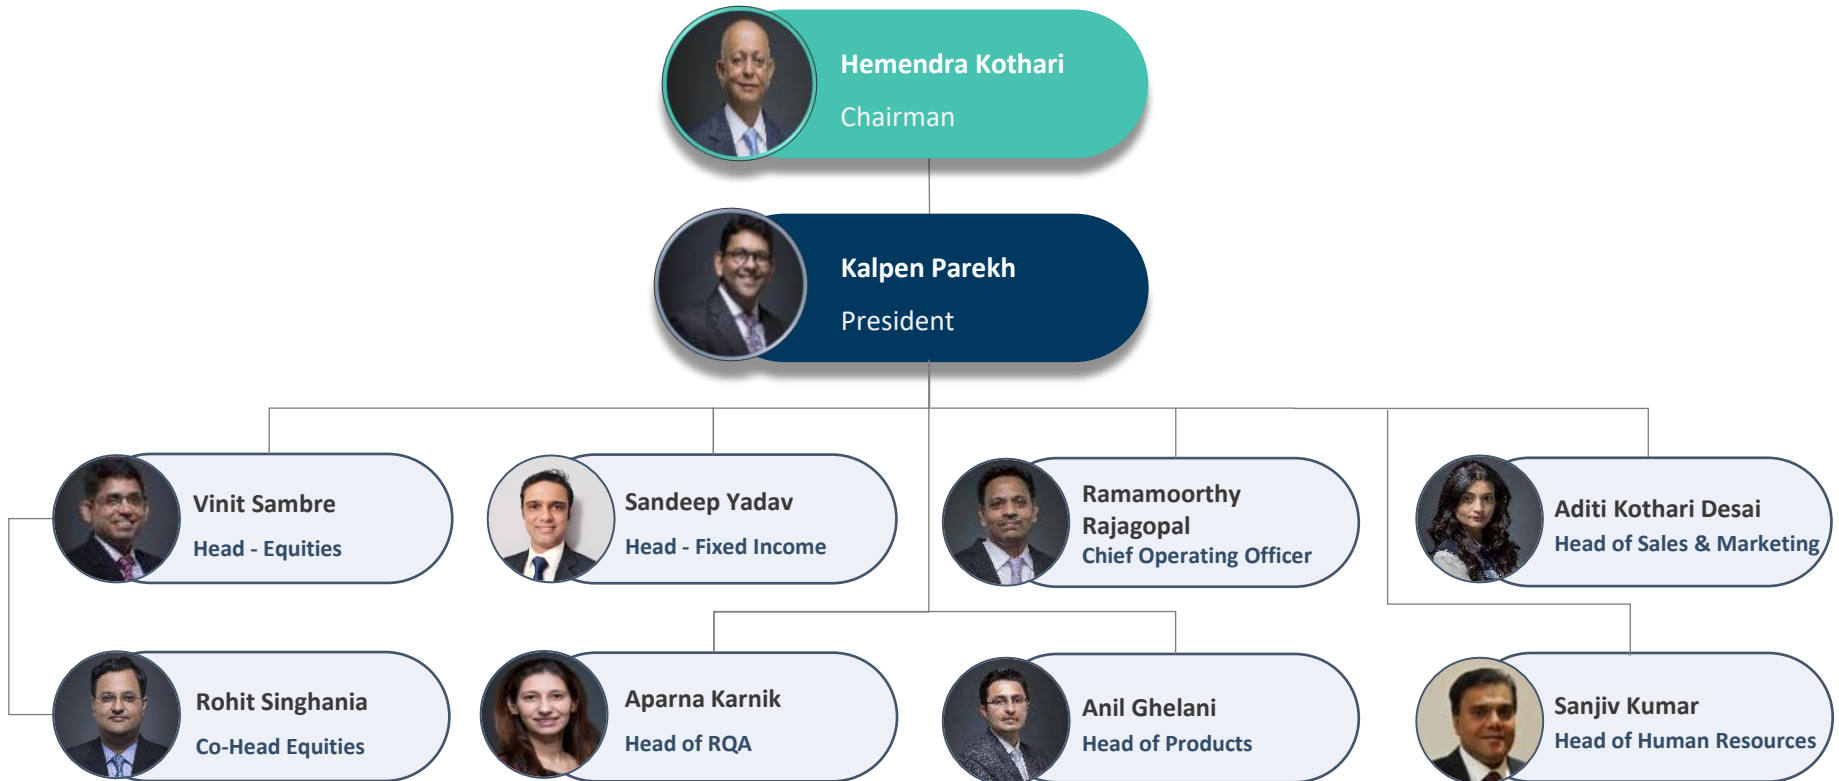 Hemendra Kothari
Chairman
Kalpen Parekh
President
Vinit Sambre
Head - Equities
Sandeep Yadav
Head - Fixed Income
Ramamoorthy
Rajagopal
Chief Operating Officer
Aditi Kothari Desai
Head of Sales & Marketing
Rohit Singhania
Co-Head Equities
Aparna Karnik
Head of RQA
Anil Ghelani
Head of Products
Sanjiv Kumar
Head of Human Resources